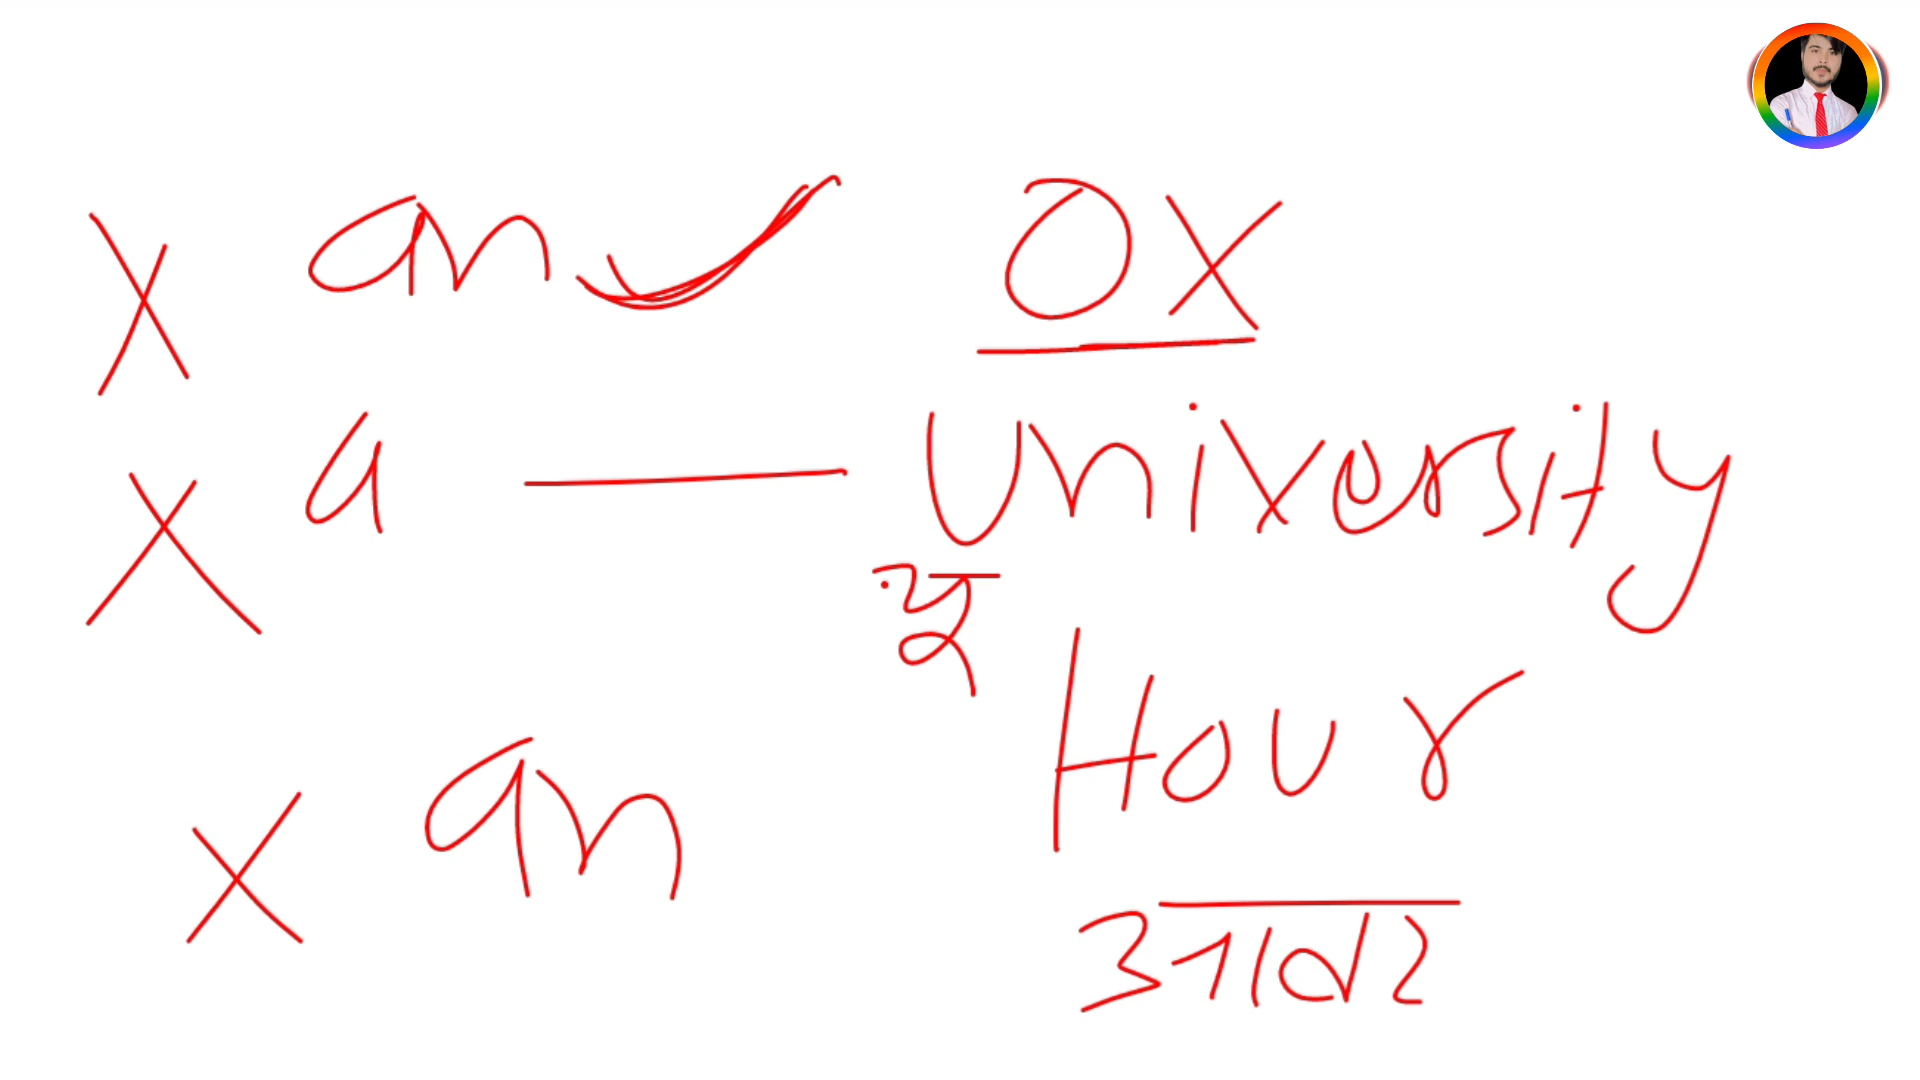 x an ✓ Ox
x a — University
यू
Hour
x an
आवर